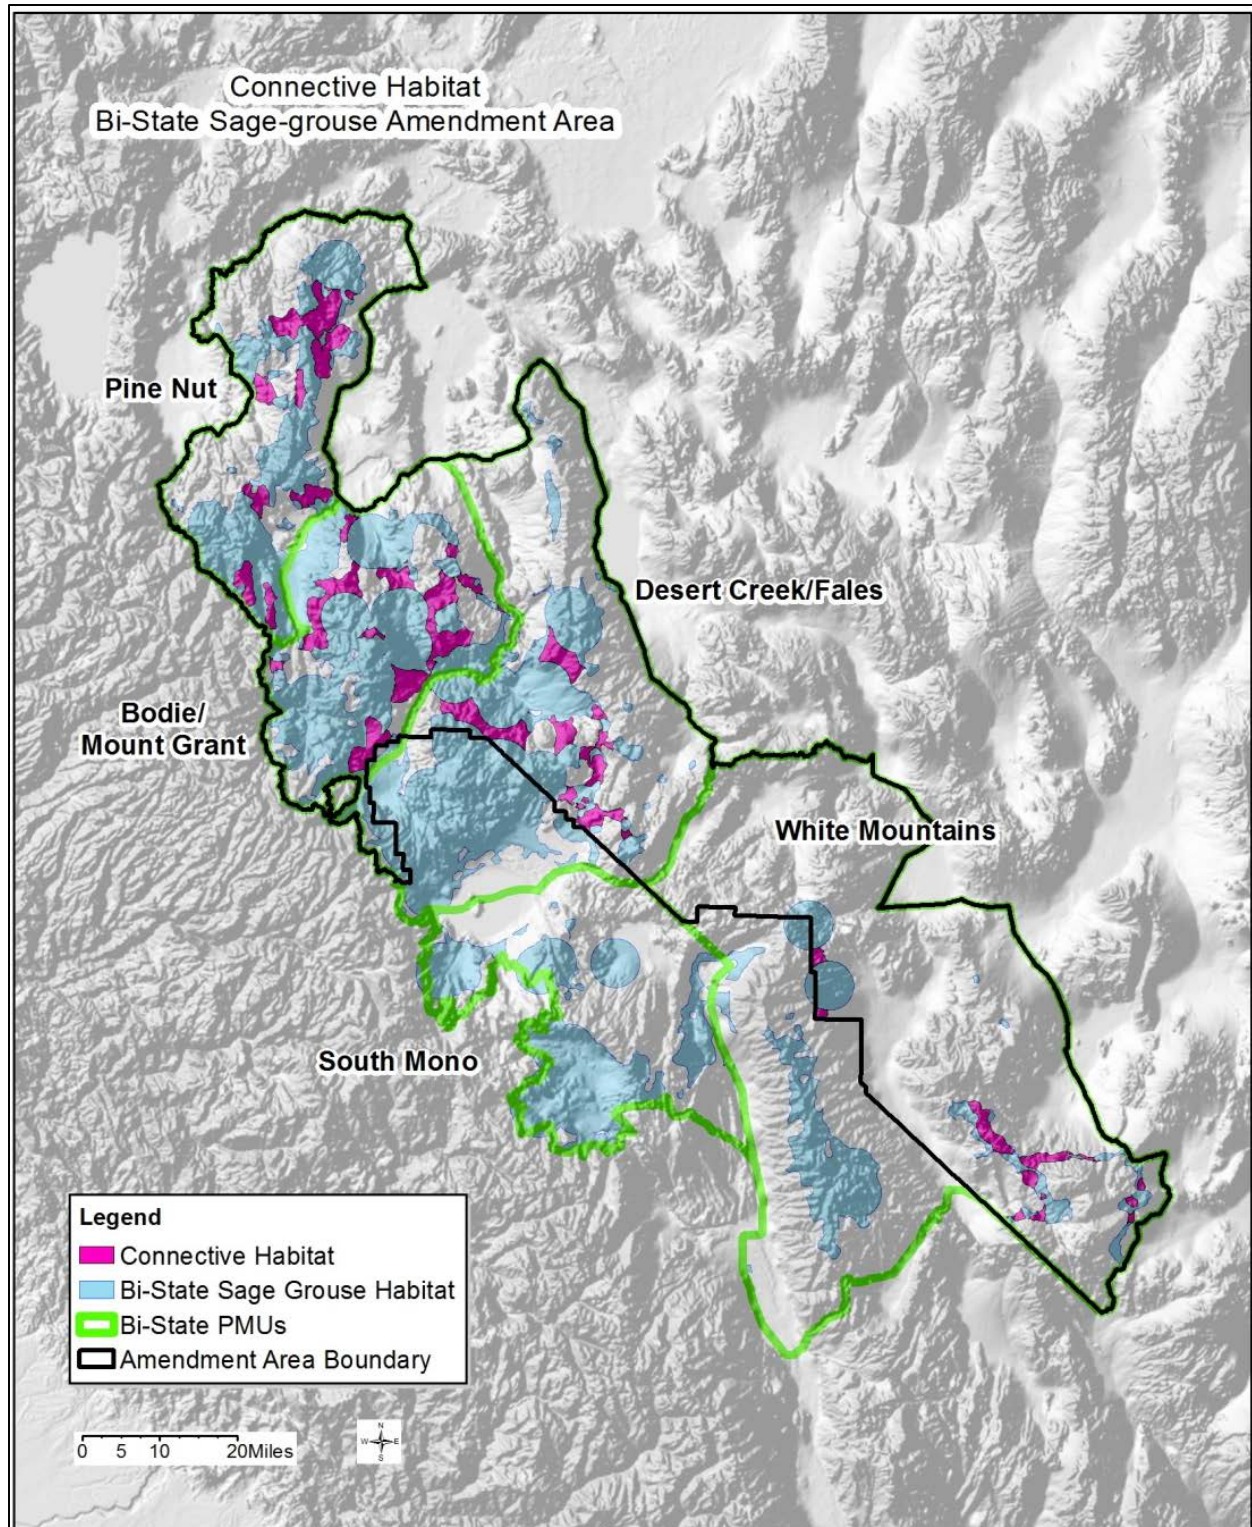 Connective Habitat
Bi-State Sage-grouse Amendment Area
Pine Nut
Desert Creek/Fales
Bodie/
Mount Grant
White Mountains
South Mono
Legend
Connective Habitat
Bi-State Sage Grouse Habitat
Bi-State PMUs
Amendment Area Boundary
N
W E
S
0 5 10 20Miles